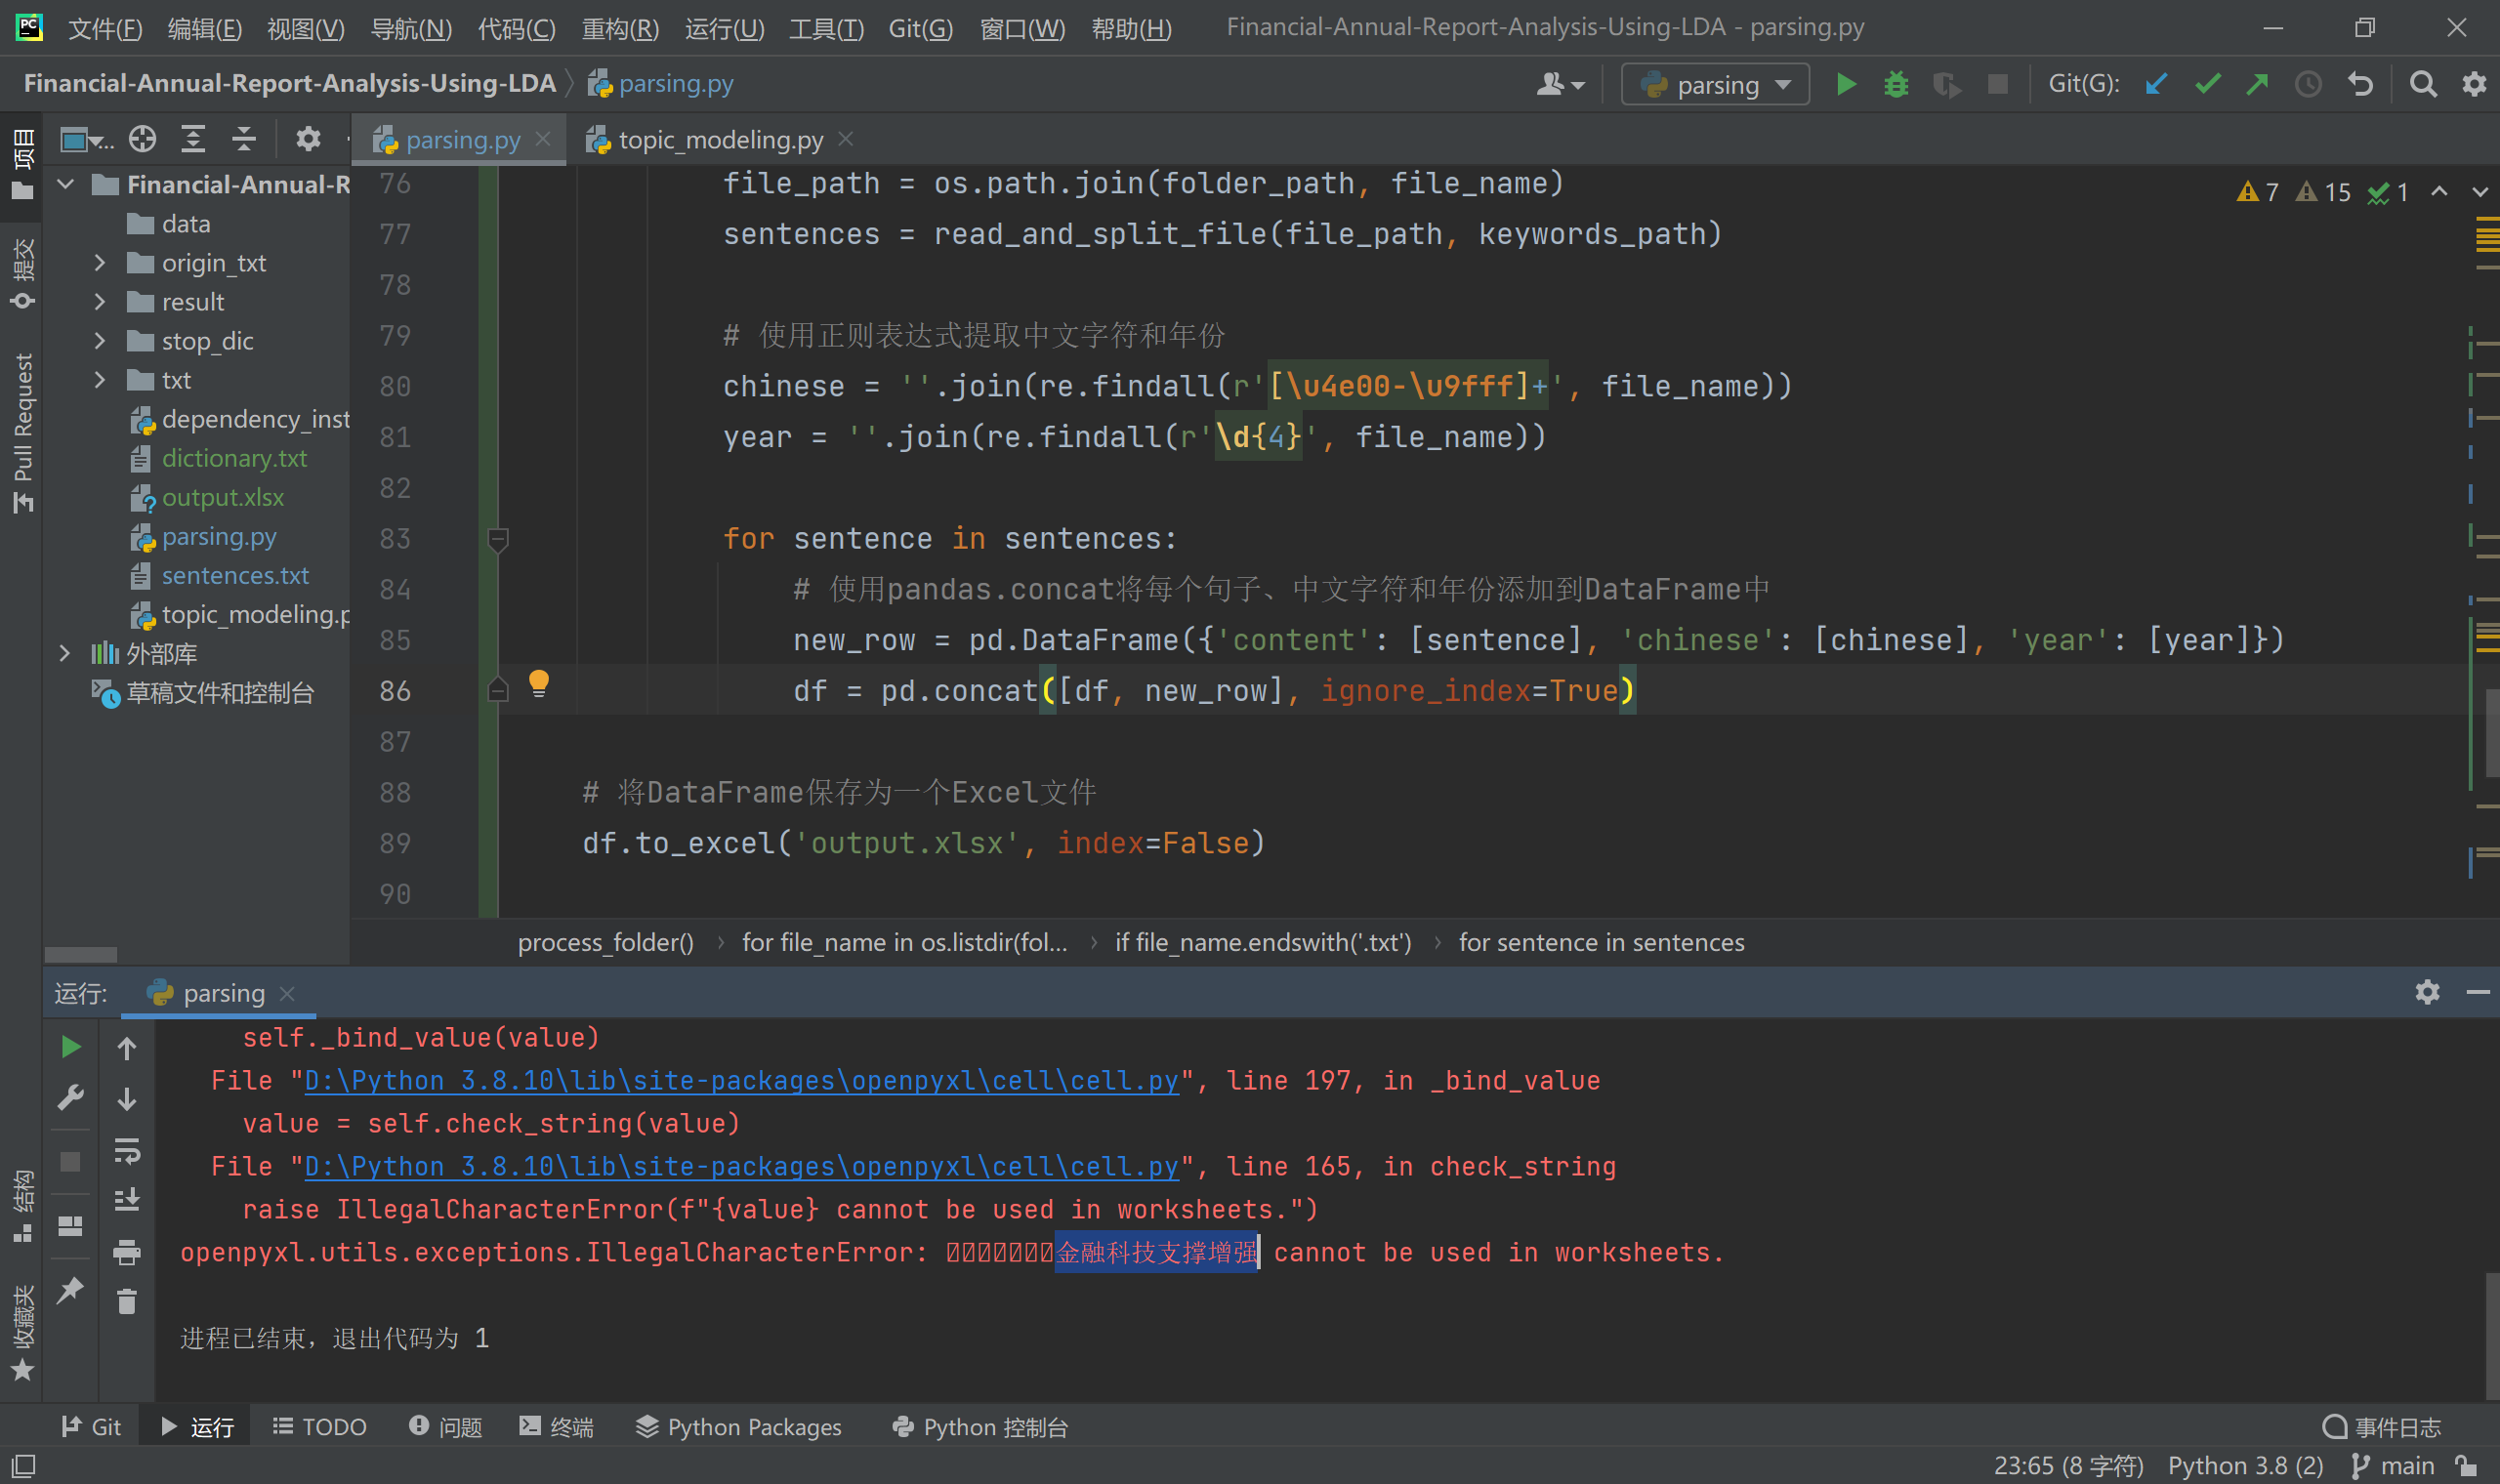 文件(F) 编辑(E) 视图(V) 导航(N) 代码(C) 重构(R) 运行(U) 工具(T) Git(G) 窗口(W) 帮助(H) Financial-Annual-Report-Analysis-Using-LDA - parsing.py
Financial-Annual-Report-Analysis-Using-LDA parsing.py parsing Git(G):
项目
提交
Pull Request
结构
收藏夹
parsing.py topic_modeling.py
Financial-Annual-R
data
origin_txt
result
stop_dic
txt
dependency_inst
dictionary.txt
output.xlsx
parsing.py
sentences.txt
topic_modeling.p
外部库
草稿文件和控制台
7 15 1
76 file_path = os.path.join(folder_path, file_name)
77 sentences = read_and_split_file(file_path, keywords_path)
78
79 # 使用正则表达式提取中文字符和年份
80 chinese = ''.join(re.findall(r'[\u4e00-\u9fff]+', file_name))
81 year = ''.join(re.findall(r'\d{4}', file_name))
82
83 for sentence in sentences:
84 # 使用pandas.concat将每个句子、中文字符和年份添加到DataFrame中
85 new_row = pd.DataFrame({'content': [sentence], 'chinese': [chinese], 'year': [year]})
86 df = pd.concat([df, new_row], ignore_index=True)
87
88 # 将DataFrame保存为一个Excel文件
89 df.to_excel('output.xlsx', index=False)
90
process_folder() › for file_name in os.listdir(fol... › if file_name.endswith('.txt') › for sentence in sentences
运行: parsing
self._bind_value(value)
File "D:\Python 3.8.10\lib\site-packages\openpyxl\cell\cell.py", line 197, in _bind_value
value = self.check_string(value)
File "D:\Python 3.8.10\lib\site-packages\openpyxl\cell\cell.py", line 165, in check_string
raise IllegalCharacterError(f"{value} cannot be used in worksheets.")
openpyxl.utils.exceptions.IllegalCharacterError: 金融科技支撑增强 cannot be used in worksheets.
进程已结束，退出代码为 1
Git 运行 TODO 问题 终端 Python Packages Python 控制台 事件日志
23:65 (8 字符) Python 3.8 (2) main